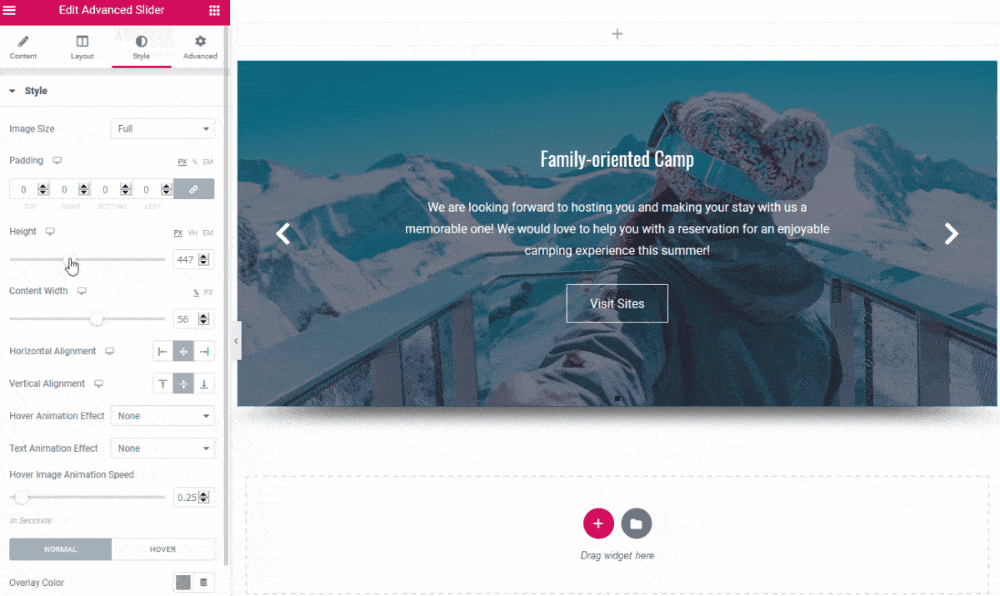 Edit Advanced Slider
Content
Layout
Style
Advanced
Style
Image Size
Full
Padding
PX % EM
0 0 0 0
TOP RIGHT BOTTOM LEFT
Height
PX VH EM
447
Content Width
% PX
56
Horizontal Alignment
Vertical Alignment
Hover Animation Effect
None
Text Animation Effect
None
Hover Image Animation Speed
0.25
In Seconds
NORMAL
HOVER
Overlay Color
Family-oriented Camp
We are looking forward to hosting you and making your stay with us a
memorable one! We would love to help you with a reservation for an enjoyable
camping experience this summer!
Visit Sites
Drag widget here